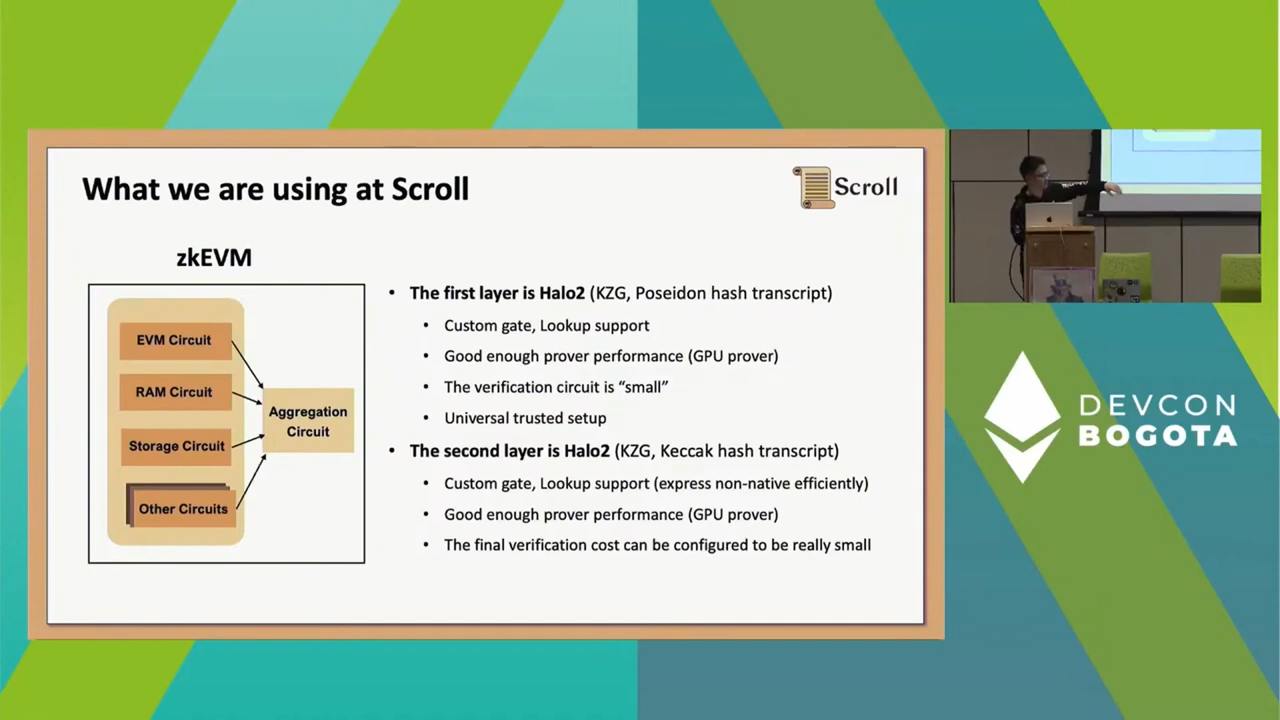 What we are using at Scroll
Scroll
zkEVM
EVM Circuit
RAM Circuit
Storage Circuit
Other Circuits
Aggregation
Circuit
• The first layer is Halo2 (KZG, Poseidon hash transcript)
• Custom gate, Lookup support
• Good enough prover performance (GPU prover)
• The verification circuit is “small”
• Universal trusted setup
• The second layer is Halo2 (KZG, Keccak hash transcript)
• Custom gate, Lookup support (express non-native efficiently)
• Good enough prover performance (GPU prover)
• The final verification cost can be configured to be really small
DEVCON
BOGOTA